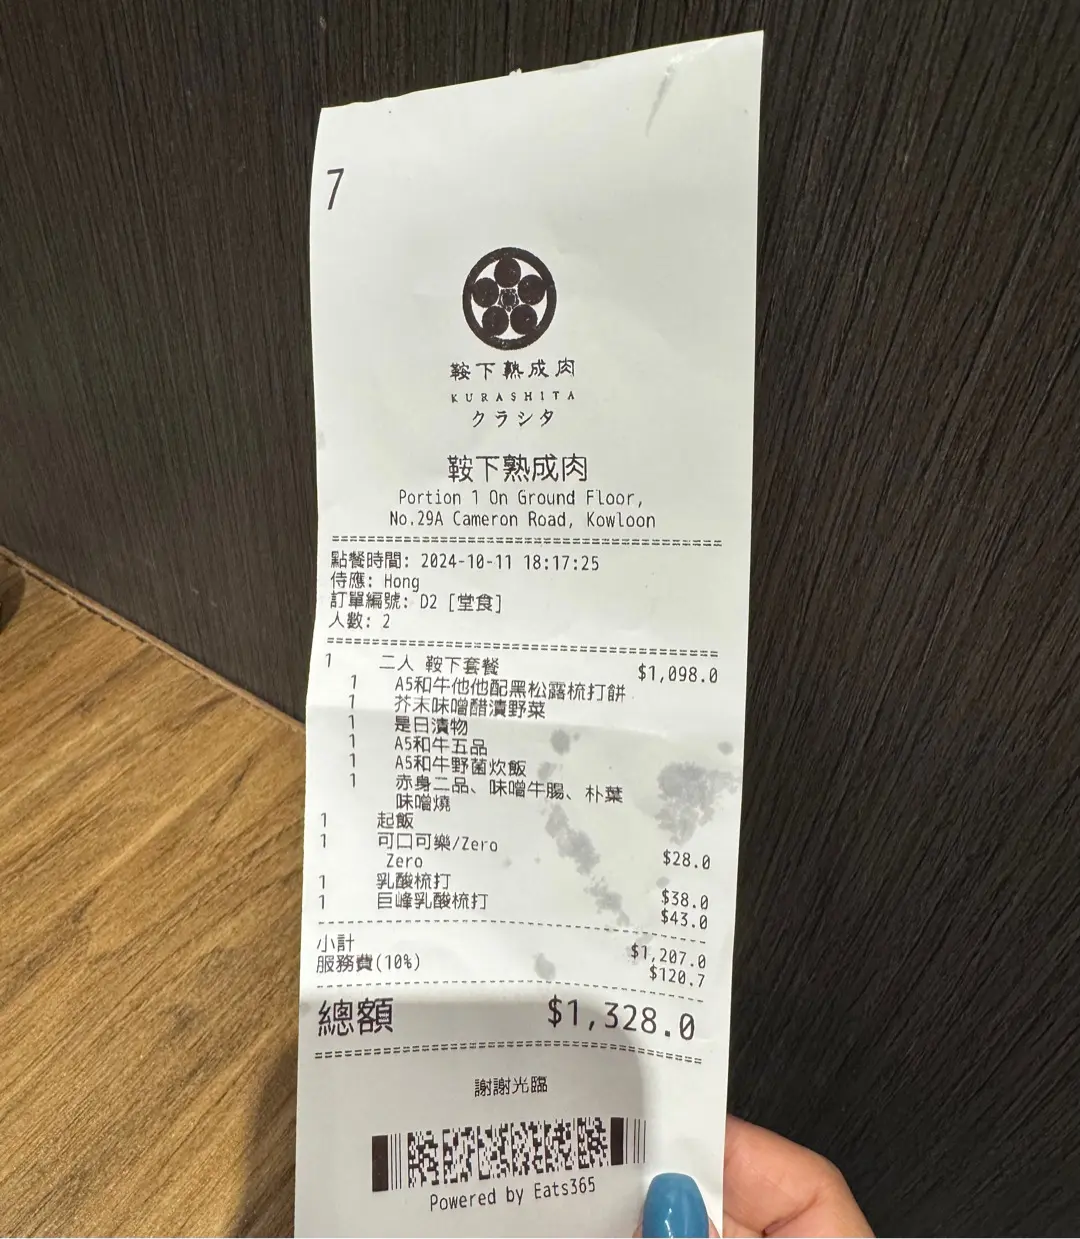 7
鞍下熟成肉
KURASHITA
クラシタ
鞍下熟成肉
Portion 1 On Ground Floor,
No.29A Cameron Road, Kowloon
點餐時間: 2024-10-11 18:17:25
侍應: Hong
訂單編號: D2 [堂食]
人數: 2
1 二人 鞍下套餐 $1,098.0
1 A5和牛他他配黑松露梳打餅
1 芥末味噌醋漬野菜
1 是日漬物
1 A5和牛五品
1 A5和牛野菌炊飯
1 赤身二品、味噌牛腸、朴葉
味噌燒
1 起飯
1 可口可樂/Zero $28.0
Zero
1 乳酸梳打 $38.0
1 巨峰乳酸梳打 $43.0
小計 $1,207.0
服務費(10%) $120.7
總額 $1,328.0
謝謝光臨
Powered by Eats365